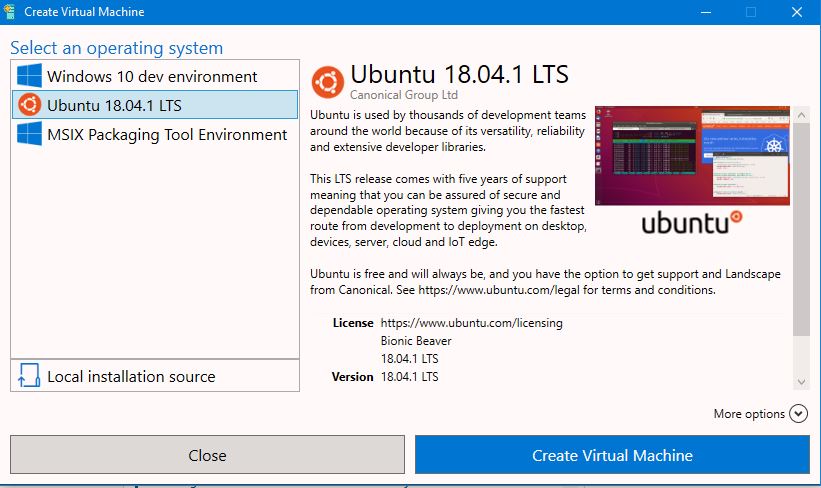 Create Virtual Machine
Select an operating system
Windows 10 dev environment
Ubuntu 18.04.1 LTS
MSIX Packaging Tool Environment
Local installation source
Ubuntu 18.04.1 LTS
Canonical Group Ltd
Ubuntu is used by thousands of development teams
around the world because of its versatility, reliability
and extensive developer libraries.
This LTS release comes with five years of support
meaning that you can be assured of secure and
dependable operating system giving you the fastest
route from development to deployment on desktop,
devices, server, cloud and IoT edge.
ubuntu
Ubuntu is free and will always be, and you have the option to get support and Landscape
from Canonical. See https://www.ubuntu.com/legal for terms and conditions.
License https://www.ubuntu.com/licensing
Bionic Beaver
18.04.1 LTS
Version 18.04.1 LTS
More options
Close
Create Virtual Machine